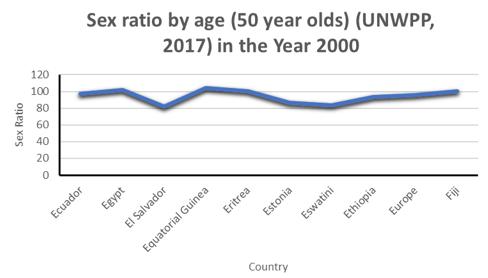 Sex ratio by age (50 year olds) (UNWPP,
2017) in the Year 2000
120
100
80
60
40
20
0
Sex Ratio
Ecuador
Egypt
El Salvador
Equatorial Guinea
Eritrea
Estonia
Eswatini
Ethiopia
Europe
Fiji
Country